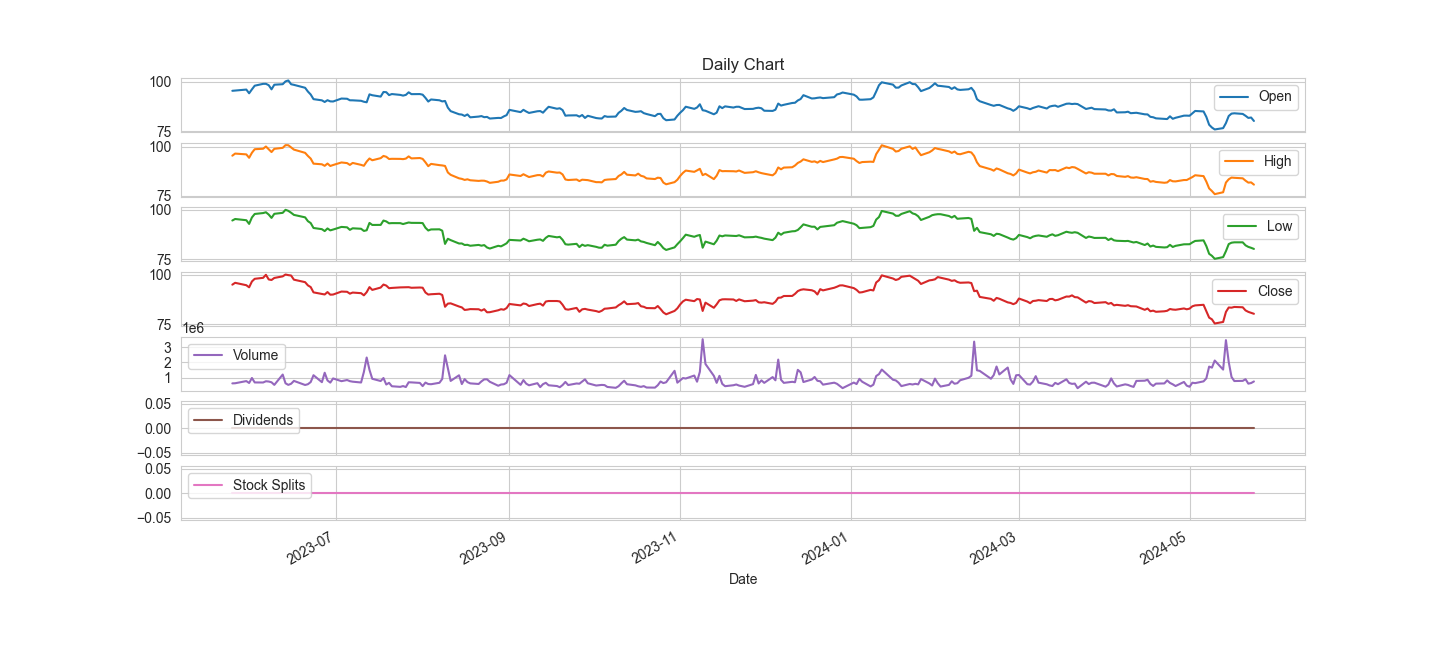 Daily Chart
100
75
Open
100
75
High
100
75
Low
100
75
Close
1e6
3
2
1
Volume
0.05
0.00
−0.05
Dividends
0.05
0.00
−0.05
Stock Splits
2023-07
2023-09
2023-11
2024-01
2024-03
2024-05
Date